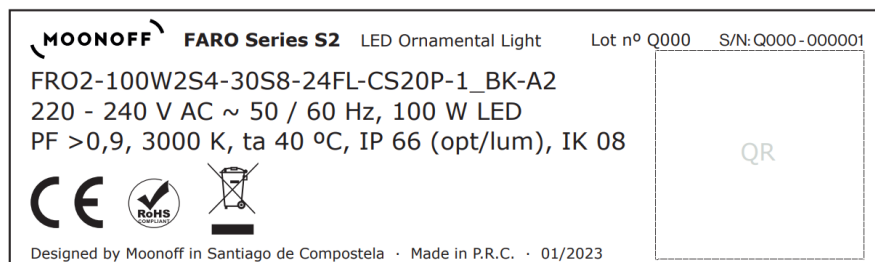 MOONOFF FARO Series S2 LED Ornamental Light Lot nº Q000 S/N: Q000-000001
FRO2-100W2S4-30S8-24FL-CS20P-1_BK-A2
220 - 240 V AC ~ 50 / 60 Hz, 100 W LED
PF >0,9, 3000 K, ta 40 ºC, IP 66 (opt/lum), IK 08
QR
CE
RoHS
COMPLIANT
Designed by Moonoff in Santiago de Compostela · Made in P.R.C. · 01/2023